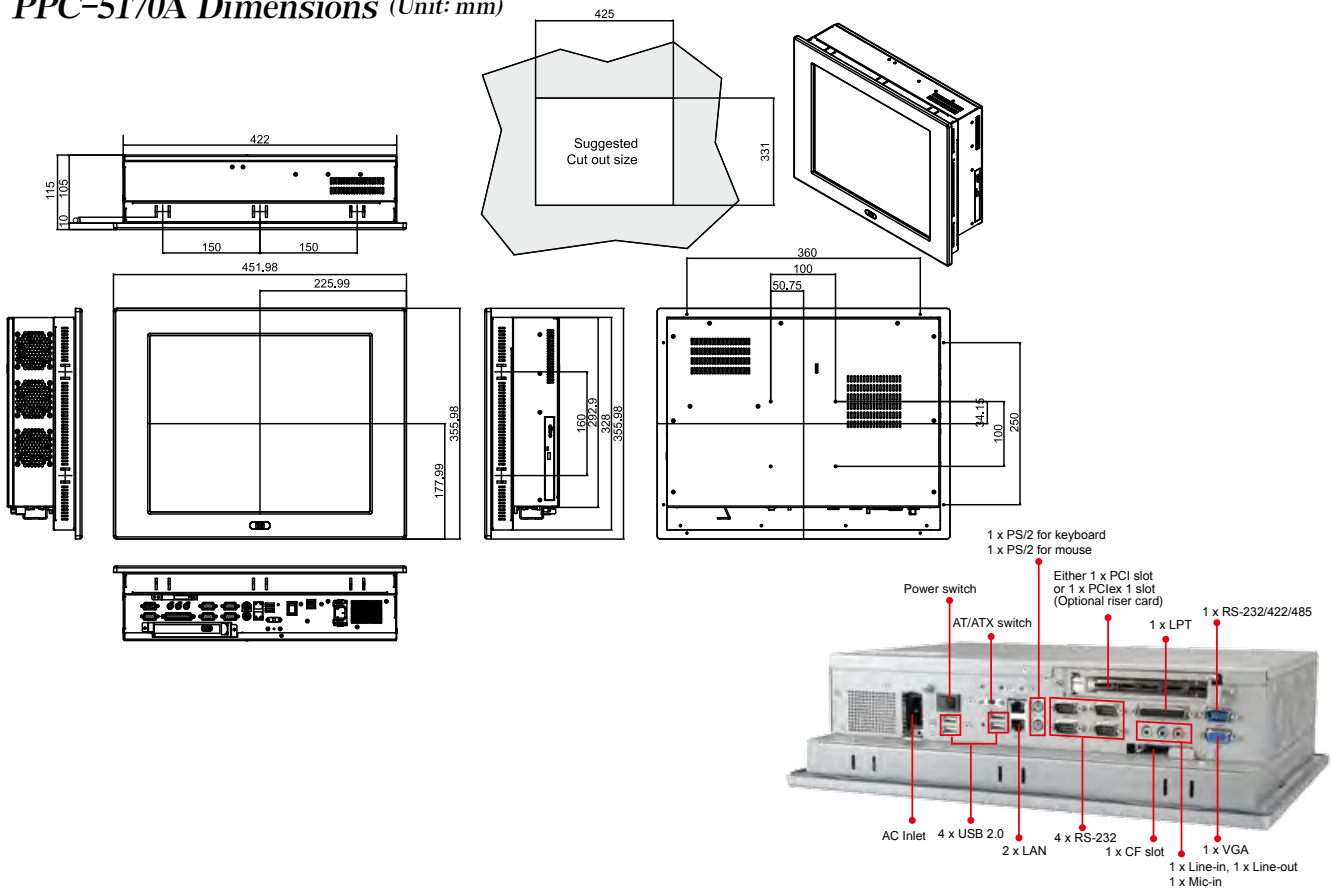 PPC-5170A Dimensions (Unit: mm)
425
Suggested
Cut out size
331
422
115
105
10
150
150
451.98
225.99
355.98
177.99
160
292.9
328
355.98
360
100
50.75
34.15
100
250
1 x PS/2 for keyboard
1 x PS/2 for mouse
Power switch
AT/ATX switch
Either 1 x PCI slot
or 1 x PCIex 1 slot
(Optional riser card)
1 x LPT
1 x RS-232/422/485
AC Inlet
4 x USB 2.0
2 x LAN
4 x RS-232
1 x CF slot
1 x VGA
1 x Line-in, 1 x Line-out
1 x Mic-in